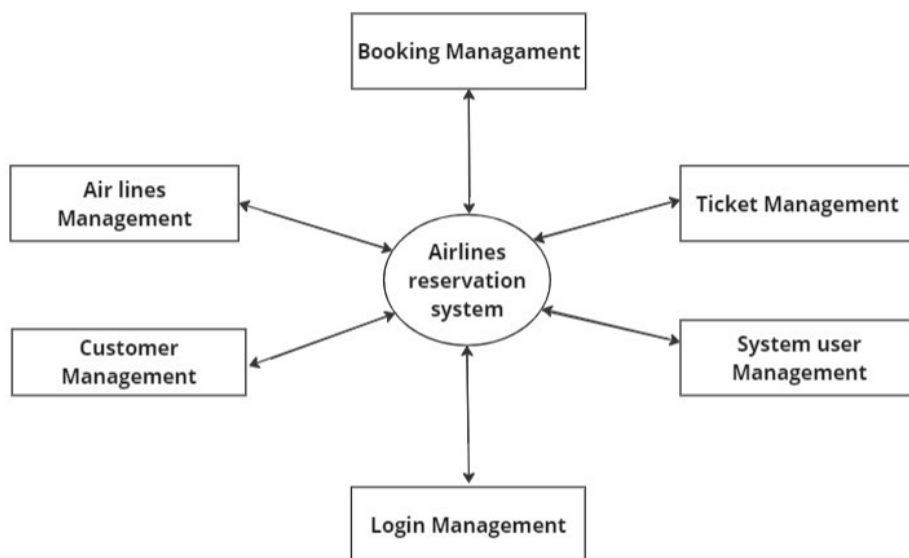 Booking Managament
Air lines
Management
Ticket Management
Airlines
reservation
system
Customer
Management
System user
Management
Login Management